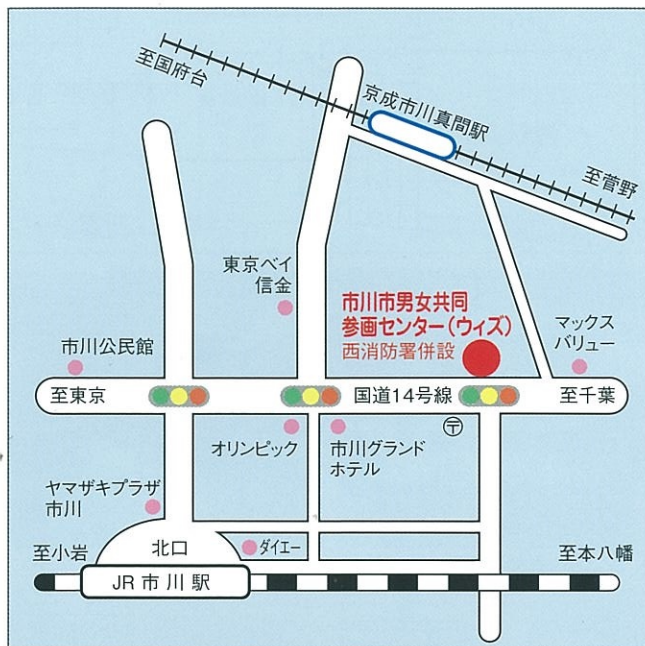 至国府台
京成市川真間駅
至菅野
東京ベイ
信金
市川市男女共同
参画センター(ウィズ)
西消防署併設
マックス
バリュー
市川公民館
至東京
国道14号線
至千葉
オリンピック
市川グランド
ホテル
〒
ヤマザキプラザ
市川
至小岩
北口
ダイエー
至本八幡
JR市川駅